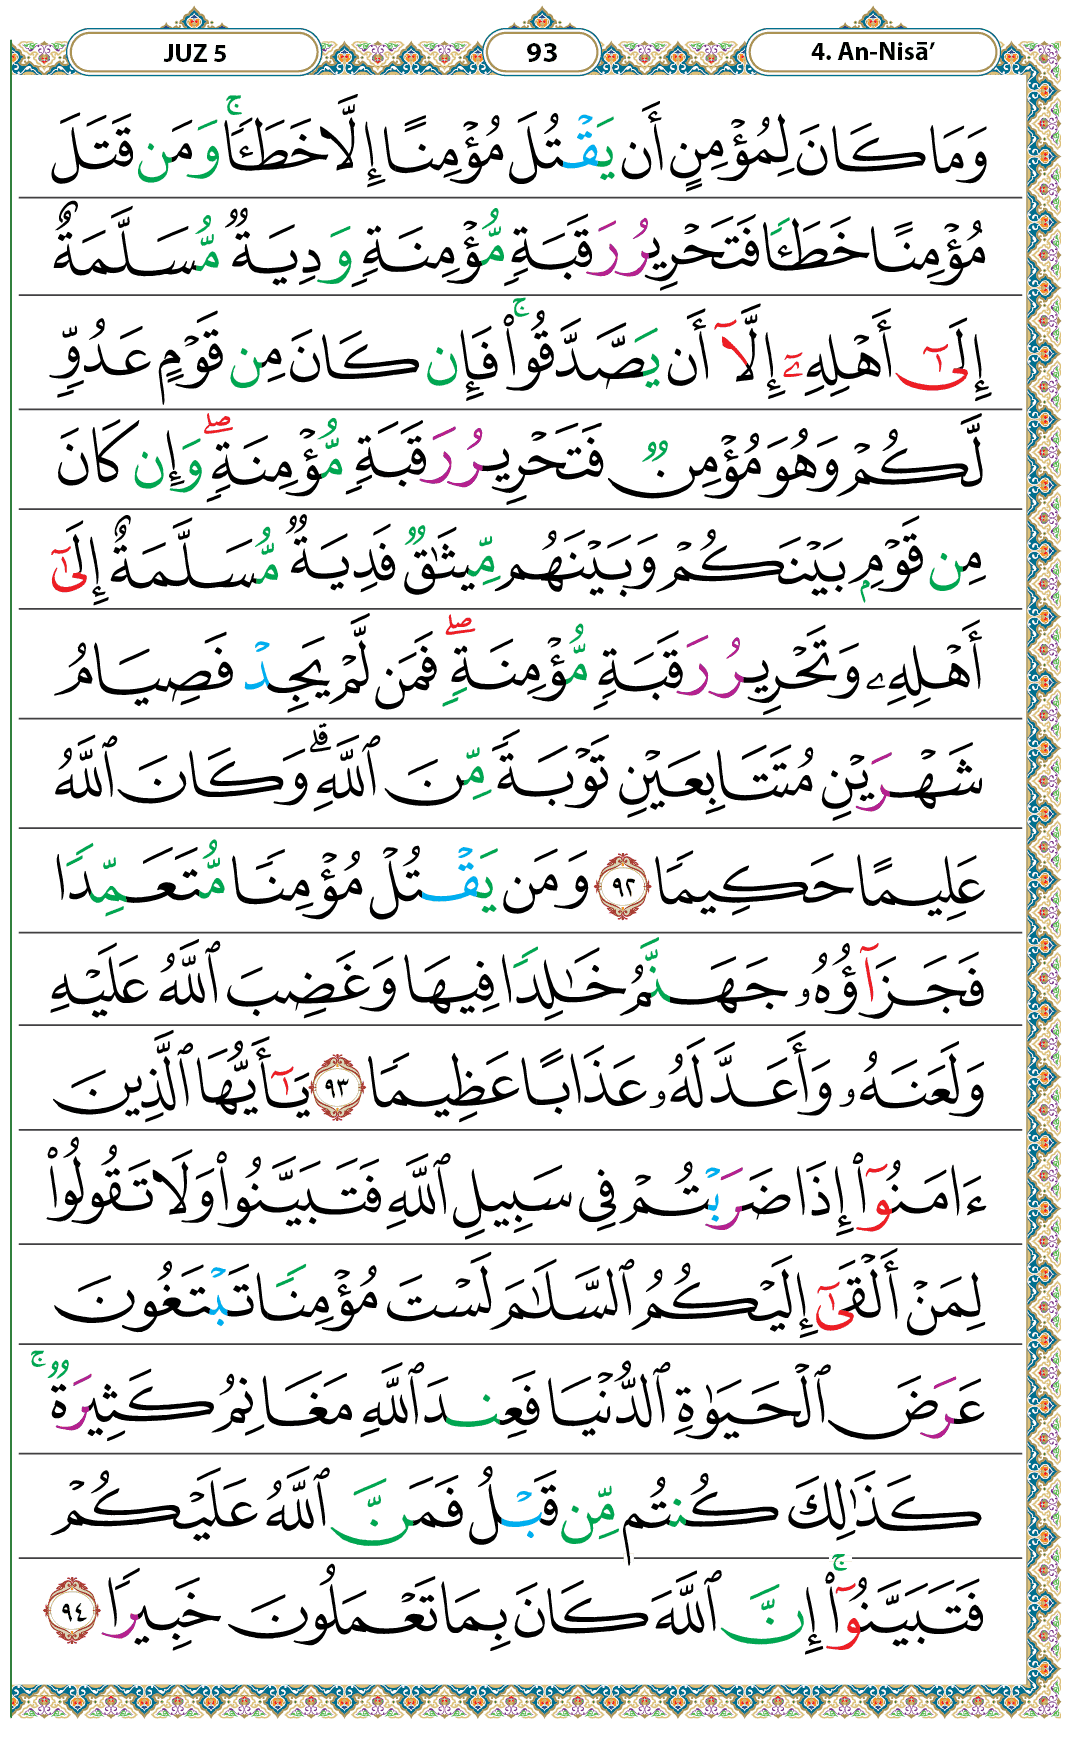 JUZ 5 93 4. An-Nisā’
وَمَا كَانَ لِمُؤْمِنٍ أَن يَقْتُلَ مُؤْمِنًا إِلَّا خَطَـًٔا ۚ وَمَن قَتَلَ
مُؤْمِنًا خَطَـًٔا فَتَحْرِيرُ رَقَبَةٍ مُّؤْمِنَةٍ وَدِيَةٌ مُّسَلَّمَةٌ
إِلَىٰٓ أَهْلِهِۦٓ إِلَّآ أَن يَصَّدَّقُوا۟ ۚ فَإِن كَانَ مِن قَوْمٍ عَدُوٍّ
لَّكُمْ وَهُوَ مُؤْمِنٌ فَتَحْرِيرُ رَقَبَةٍ مُّؤْمِنَةٍ ۖ وَإِن كَانَ
مِن قَوْمٍۭ بَيْنَكُمْ وَبَيْنَهُم مِّيثَـٰقٌ فَدِيَةٌ مُّسَلَّمَةٌ إِلَىٰٓ
أَهْلِهِۦ وَتَحْرِيرُ رَقَبَةٍ مُّؤْمِنَةٍ ۖ فَمَن لَّمْ يَجِدْ فَصِيَامُ
شَهْرَيْنِ مُتَتَابِعَيْنِ تَوْبَةً مِّنَ ٱللَّهِ ۗ وَكَانَ ٱللَّهُ
عَلِيمًا حَكِيمًا ٩٢ وَمَن يَقْتُلْ مُؤْمِنًا مُّتَعَمِّدًا
فَجَزَآؤُهُۥ جَهَنَّمُ خَـٰلِدًا فِيهَا وَغَضِبَ ٱللَّهُ عَلَيْهِ
وَلَعَنَهُۥ وَأَعَدَّ لَهُۥ عَذَابًا عَظِيمًا ٩٣ يَـٰٓأَيُّهَا ٱلَّذِينَ
ءَامَنُوٓا۟ إِذَا ضَرَبْتُمْ فِى سَبِيلِ ٱللَّهِ فَتَبَيَّنُوا۟ وَلَا تَقُولُوا۟
لِمَنْ أَلْقَىٰٓ إِلَيْكُمُ ٱلسَّلَـٰمَ لَسْتَ مُؤْمِنًا تَبْتَغُونَ
عَرَضَ ٱلْحَيَوٰةِ ٱلدُّنْيَا فَعِندَ ٱللَّهِ مَغَانِمُ كَثِيرَةٌ ۚ
كَذَٰلِكَ كُنتُم مِّن قَبْلُ فَمَنَّ ٱللَّهُ عَلَيْكُمْ
فَتَبَيَّنُوٓا۟ ۚ إِنَّ ٱللَّهَ كَانَ بِمَا تَعْمَلُونَ خَبِيرًا ٩٤